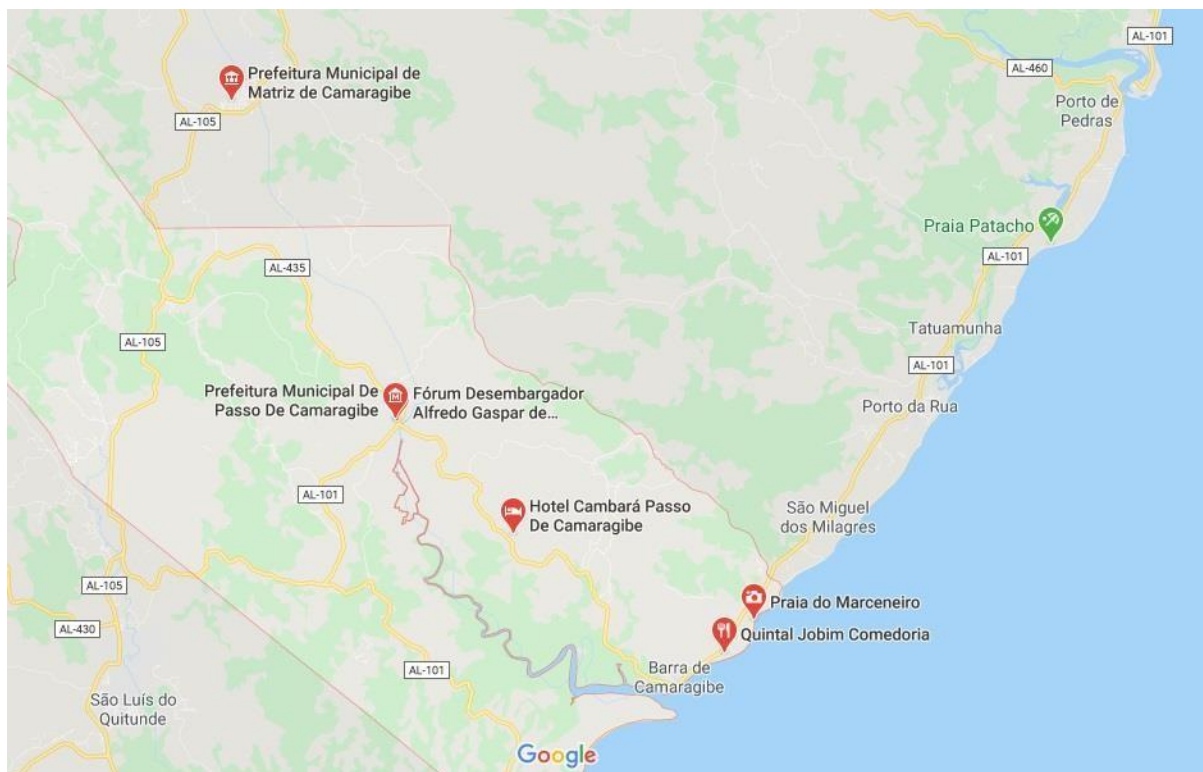 AL-101
AL-460
Prefeitura Municipal de
Matriz de Camaragibe
Porto de
Pedras
AL-105
Praia Patacho
AL-101
AL-435
Tatuamunha
AL-105
AL-101
Prefeitura Municipal De
Passo De Camaragibe
Fórum Desembargador
Alfredo Gaspar de...
Porto da Rua
AL-101
Hotel Cambará Passo
De Camaragibe
São Miguel
dos Milagres
AL-105
Praia do Marceneiro
AL-430
Quintal Jobim Comedoria
AL-101
Barra de
Camaragibe
São Luís do
Quitunde
Google